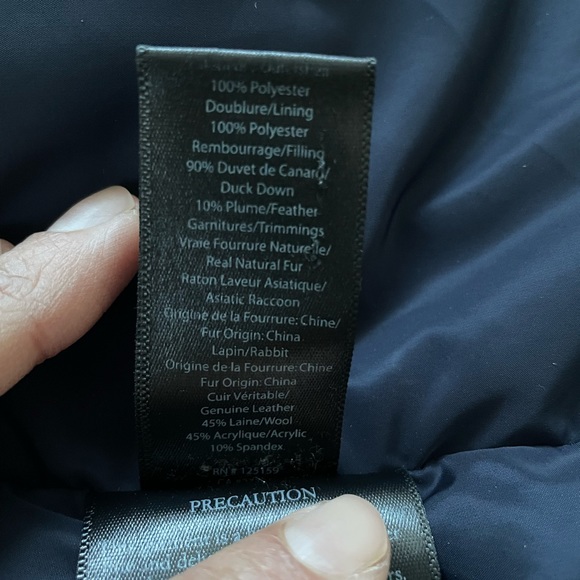 100% Polyester
Doublure/Lining
100% Polyester
Rembourrage/Filling
90% Duvet de Canard/
Duck Down
10% Plume/Feather
Garnitures/Trimmings
Vraie Fourrure Naturelle/
Real Natural Fur
Raton Laveur Asiatique/
Asiatic Raccoon
Origine de la Fourrure: Chine/
Fur Origin: China
Lapin/Rabbit
Origine de la Fourrure: Chine
Fur Origin: China
Cuir Véritable/
Genuine Leather
45% Laine/Wool
45% Acrylique/Acrylic
10% Spandex
RN # 125159
PRECAUTION